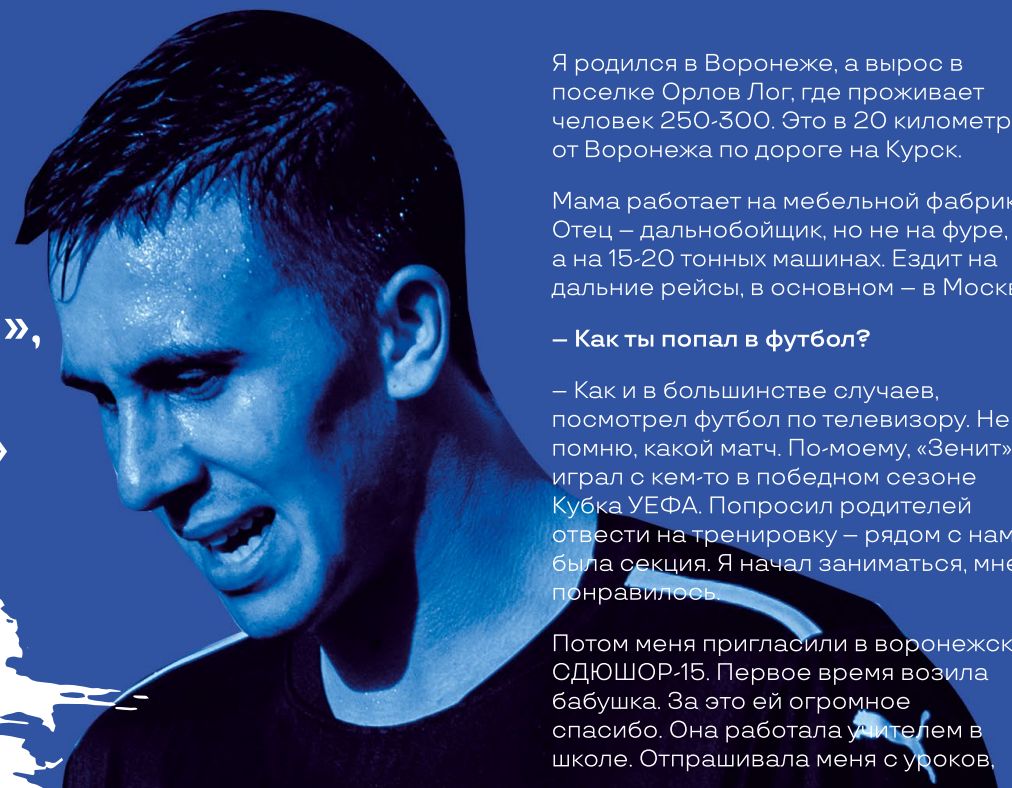 Я родился в Воронеже, а вырос в
поселке Орлов Лог, где проживает
человек 250-300. Это в 20 километр
от Воронежа по дороге на Курск.
Мама работает на мебельной фабрик
Отец – дальнобойщик, но не на фуре,
а на 15-20 тонных машинах. Ездит на
дальние рейсы, в основном – в Москв
»,
– Как ты попал в футбол?
– Как и в большинстве случаев,
посмотрел футбол по телевизору. Не
помню, какой матч. По-моему, «Зенит»
играл с кем-то в победном сезоне
Кубка УЕФА. Попросил родителей
отвести на тренировку – рядом с нам
была секция. Я начал заниматься, мне
понравилось.
Потом меня пригласили в воронежск
СДЮШОР-15. Первое время возила
бабушка. За это ей огромное
спасибо. Она работала учителем в
школе. Отпрашивала меня с уроков,